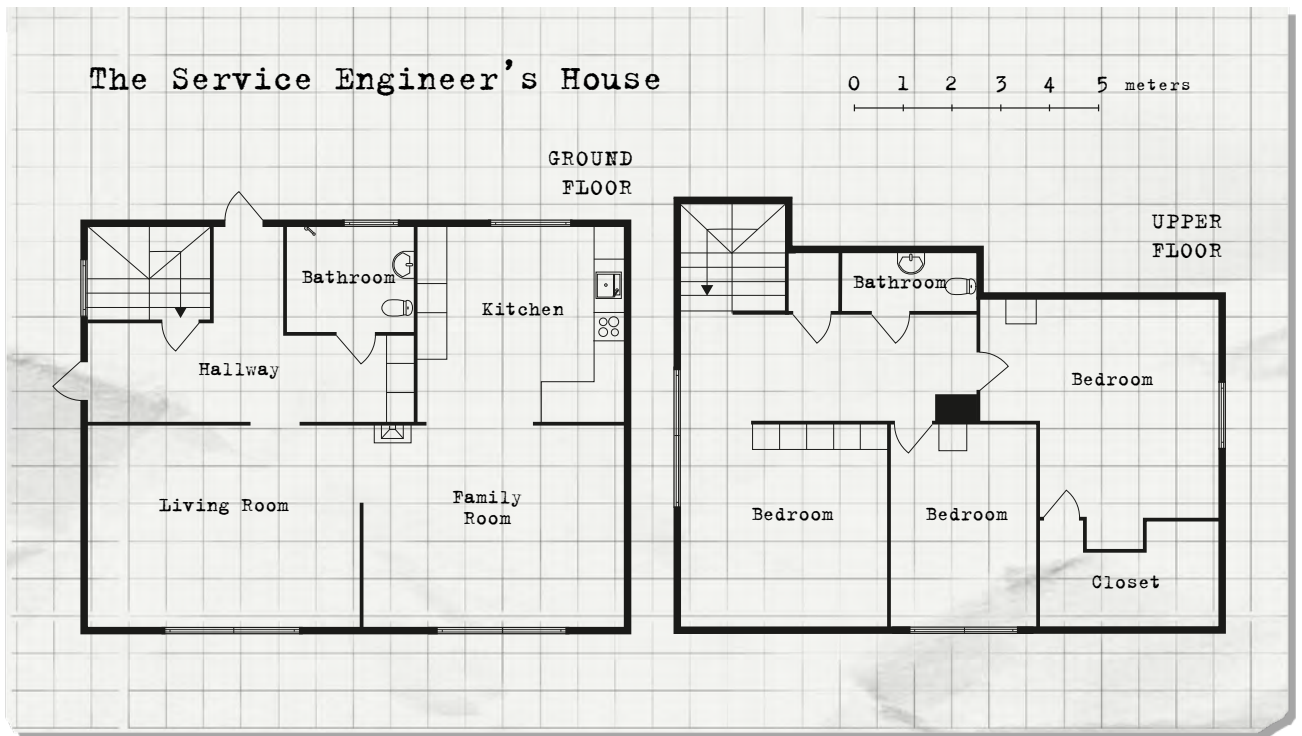 The Service Engineer's House
0 1 2 3 4 5 meters
GROUND
FLOOR
UPPER
FLOOR
Bathroom
Kitchen
Hallway
Living Room
Family
Room
Bathroom
Bedroom
Bedroom
Bedroom
Closet